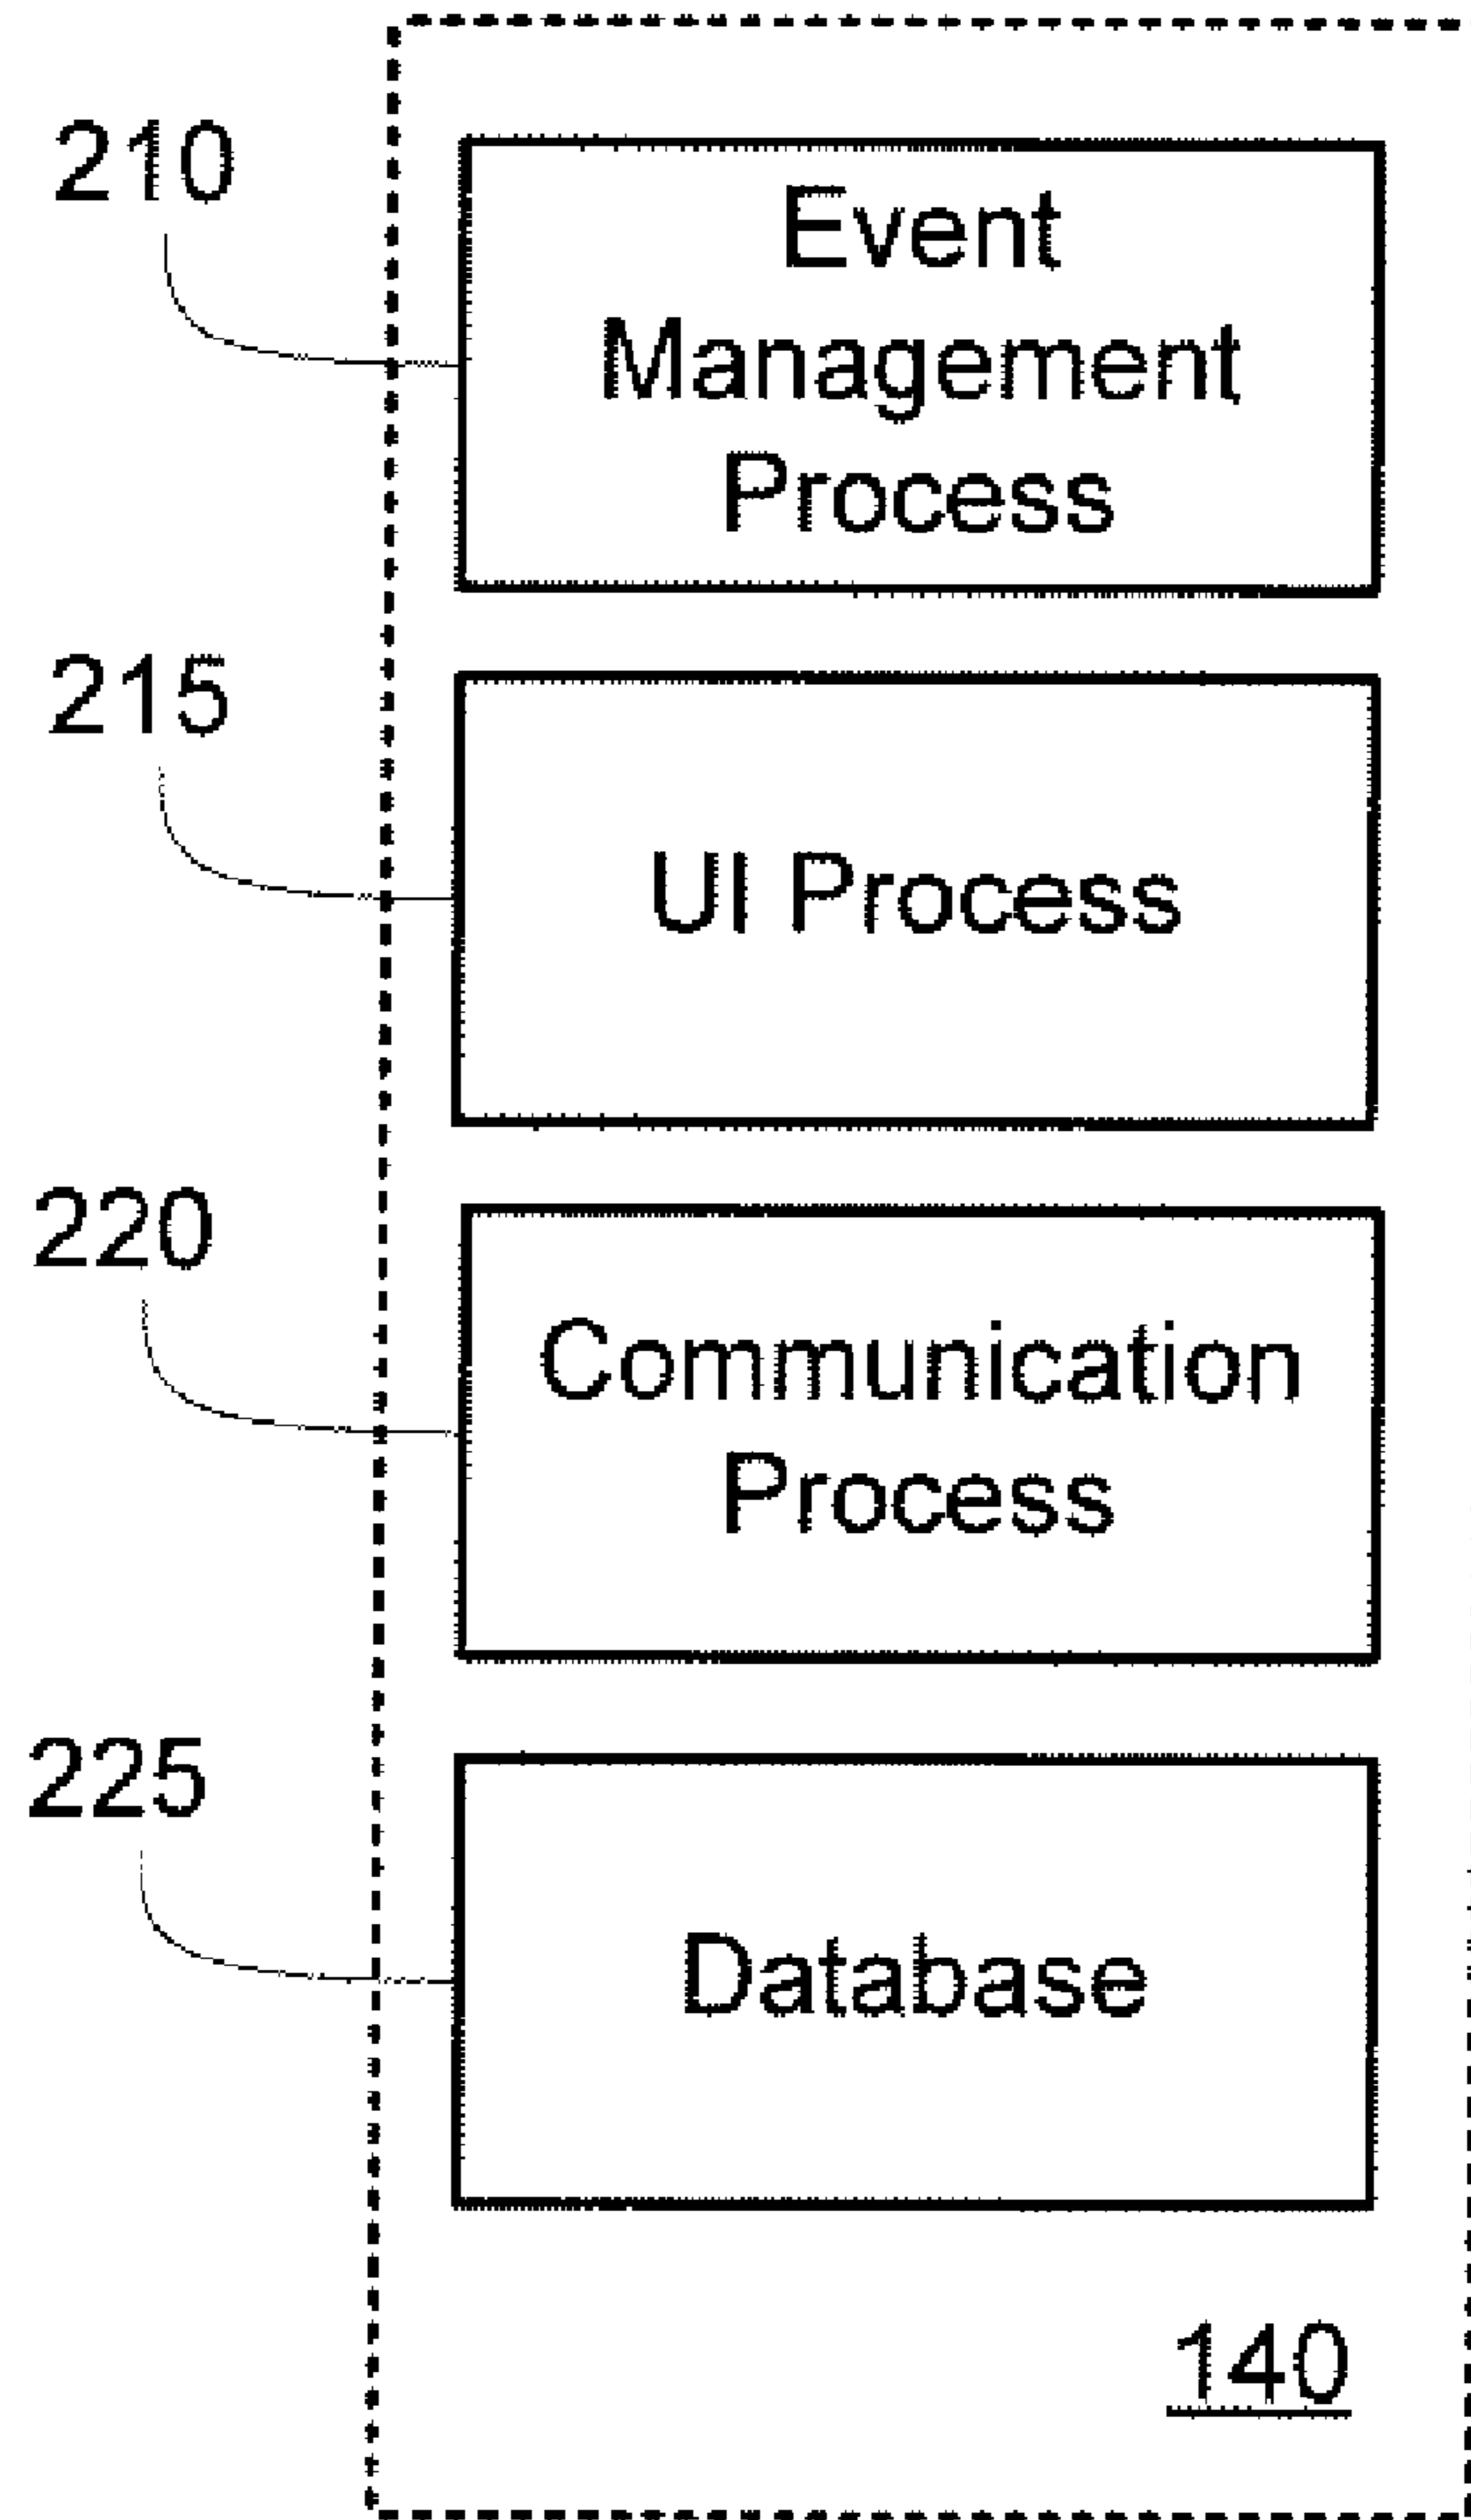 210
Event
Management
Process
215
UI Process
220
Communication
Process
225
Database
140